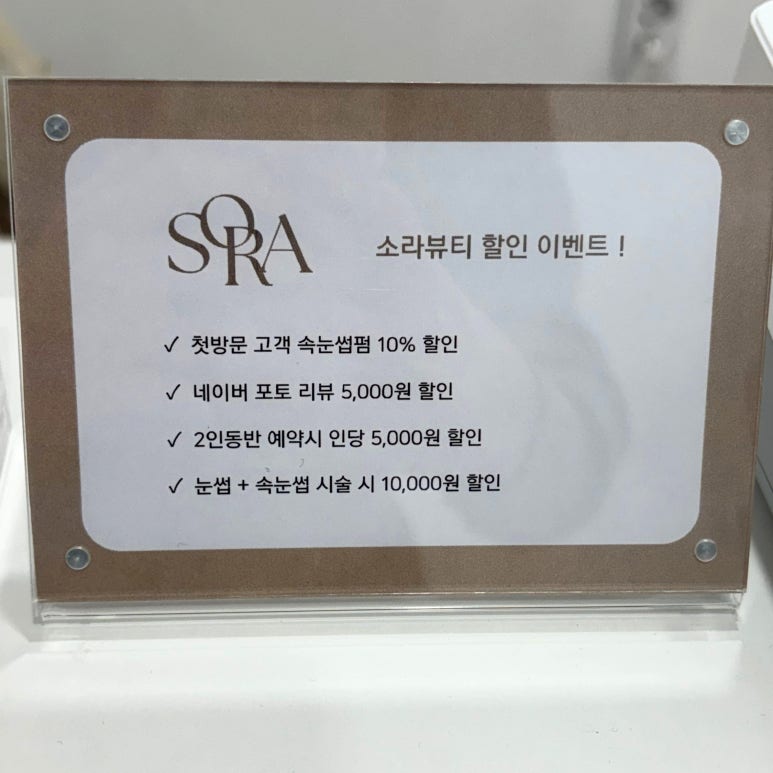 SORA
소라뷰티 할인 이벤트 !
✓ 첫방문 고객 속눈썹펌 10% 할인
✓ 네이버 포토 리뷰 5,000원 할인
✓ 2인동반 예약시 인당 5,000원 할인
✓ 눈썹 + 속눈썹 시술 시 10,000원 할인